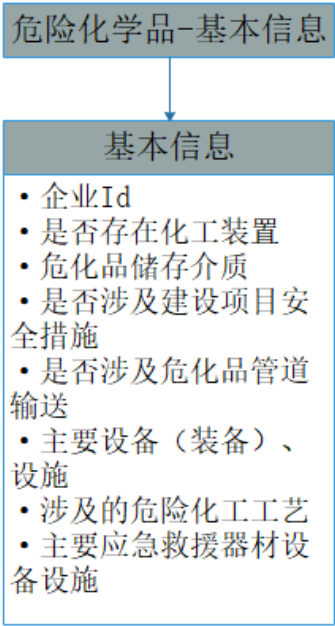 危险化学品-基本信息
基本信息
• 企业Id
• 是否存在化工装置
• 危化品储存介质
• 是否涉及建设项目安
全措施
• 是否涉及危化品管道
输送
• 主要设备（装备）、
设施
• 涉及的危险化工工艺
• 主要应急救援器材设
备设施